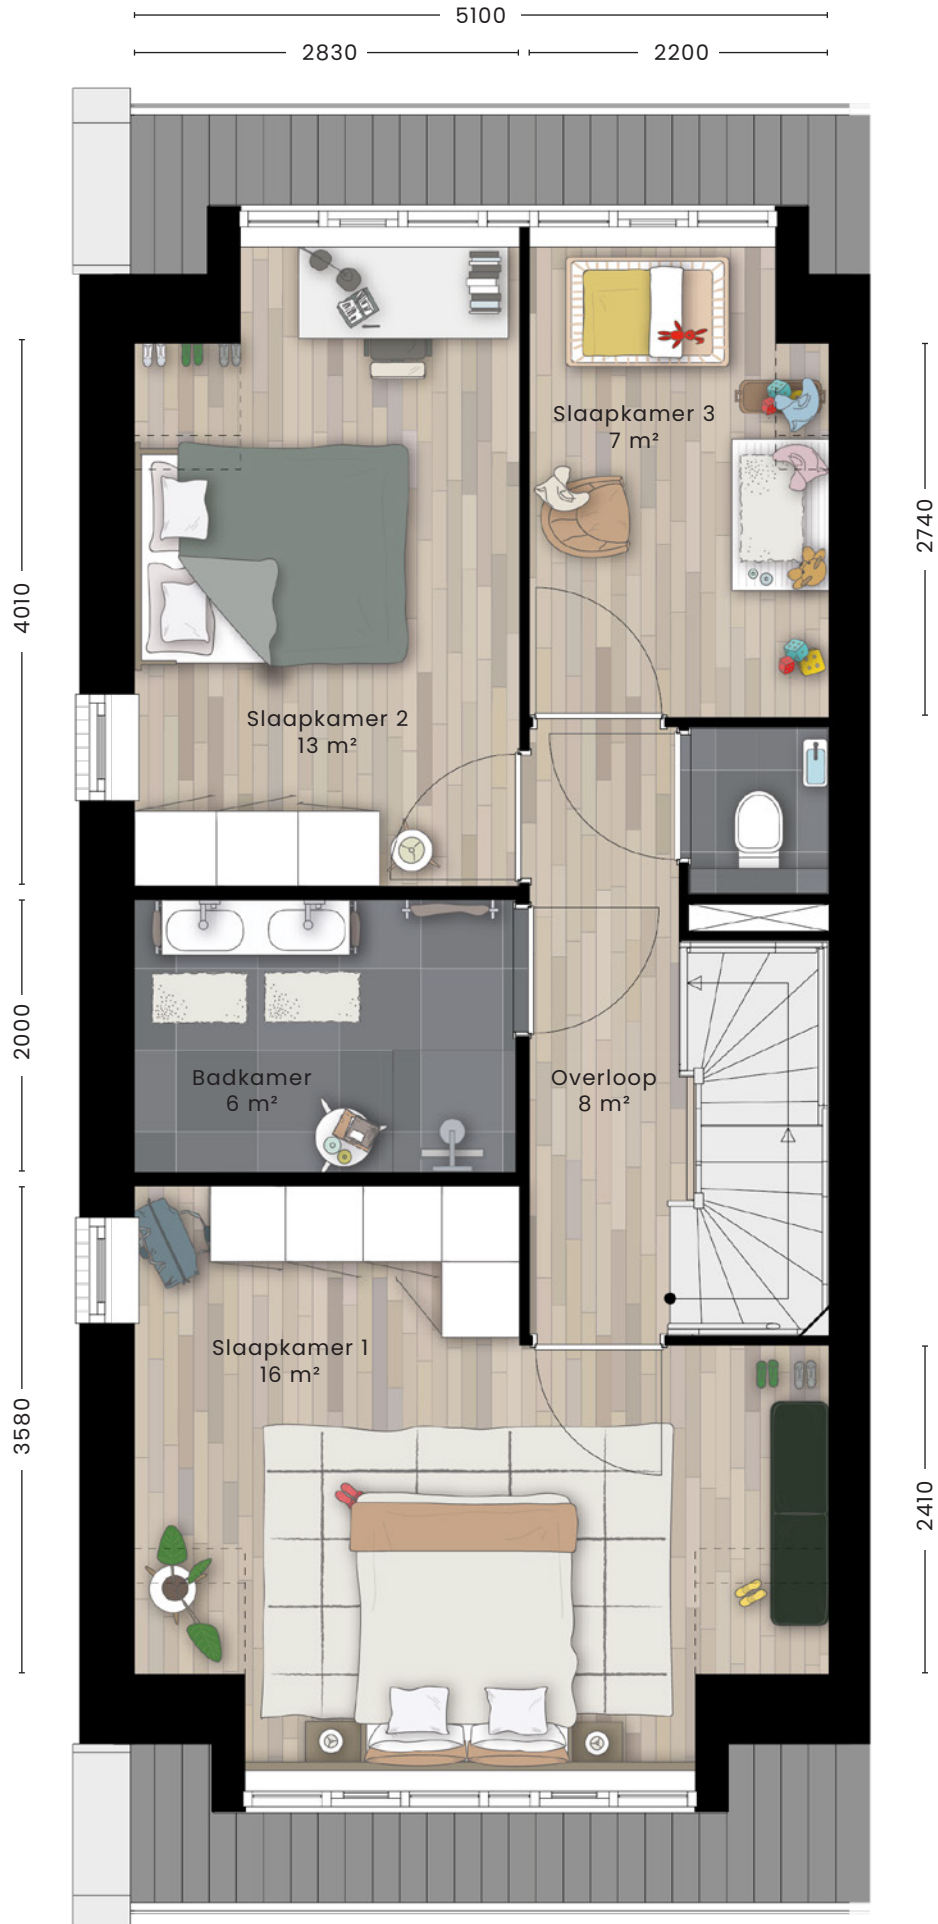 5100
2830
2200
Slaapkamer 3
7 m²
2740
4010
Slaapkamer 2
13 m²
2000
Badkamer
6 m²
Overloop
8 m²
Slaapkamer 1
16 m²
3580
2410